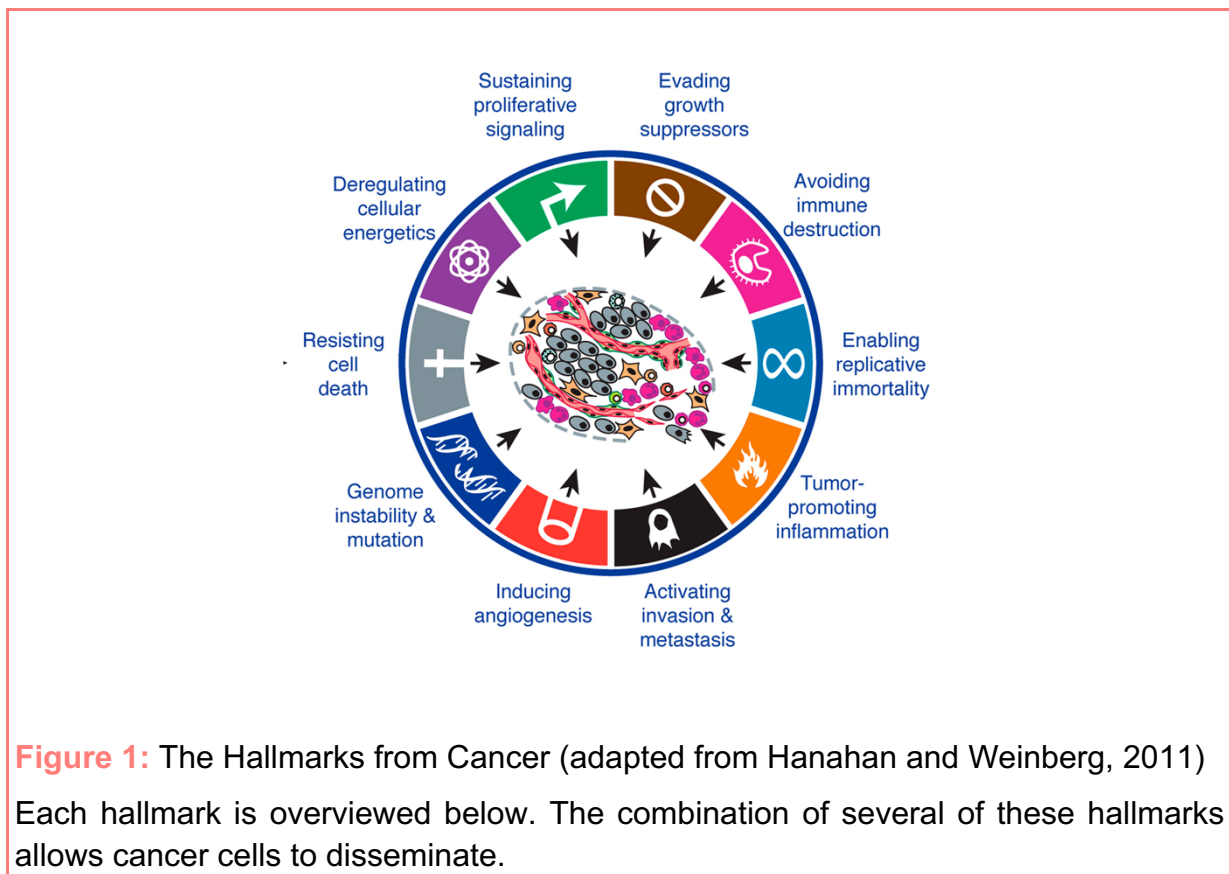 Sustaining
proliferative
signaling
Evading
growth
suppressors
Deregulating
cellular
energetics
Avoiding
immune
destruction
Resisting
cell
death
Enabling
replicative
immortality
Genome
instability &
mutation
Tumor-
promoting
inflammation
Inducing
angiogenesis
Activating
invasion &
metastasis
Figure 1: The Hallmarks from Cancer (adapted from Hanahan and Weinberg, 2011)
Each hallmark is overviewed below. The combination of several of these hallmarks
allows cancer cells to disseminate.